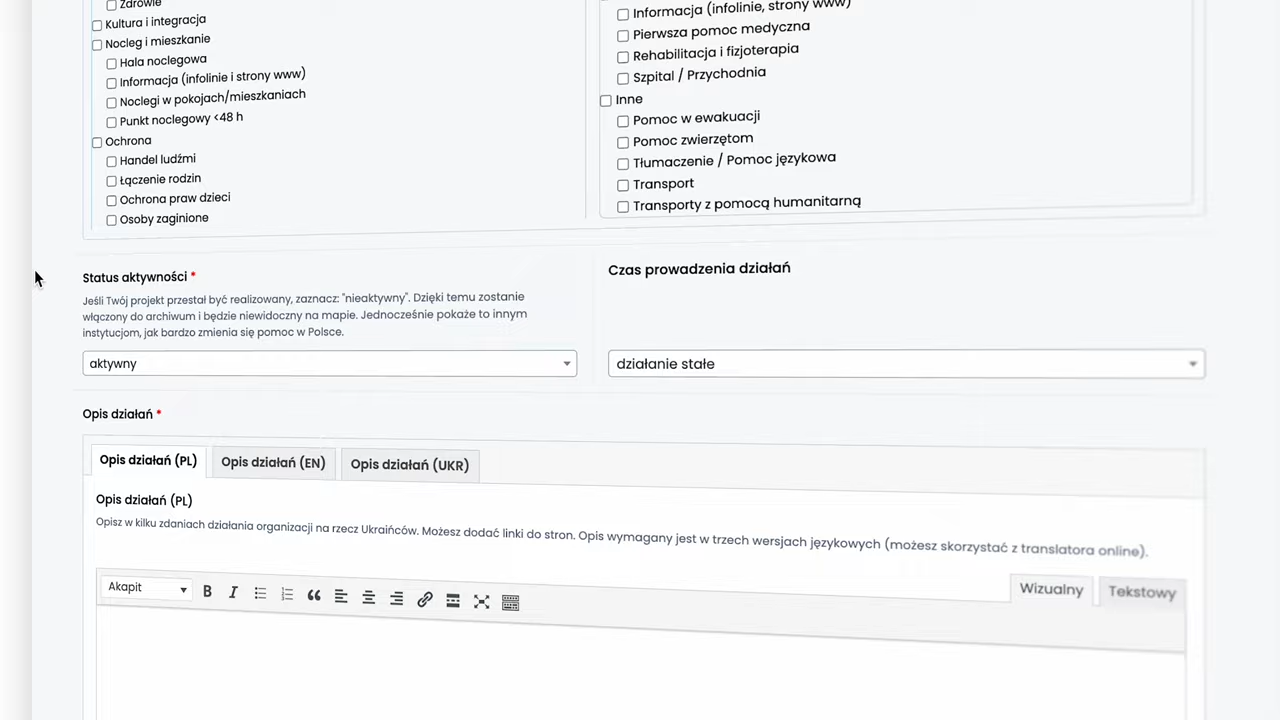 Zdrowie
Kultura i integracja
Nocleg i mieszkanie
Hala noclegowa
Informacja (infolinie i strony www)
Noclegi w pokojach/mieszkaniach
Punkt noclegowy <48 h
Ochrona
Handel ludźmi
Łączenie rodzin
Ochrona praw dzieci
Osoby zaginione
Informacja (infolinie, strony www)
Pierwsza pomoc medyczna
Rehabilitacja i fizjoterapia
Szpital / Przychodnia
Inne
Pomoc w ewakuacji
Pomoc zwierzętom
Tłumaczenie / Pomoc językowa
Transport
Transporty z pomocą humanitarną
Status aktywności *
Jeśli Twój projekt przestał być realizowany, zaznacz: "nieaktywny". Dzięki temu zostanie
włączony do archiwum i będzie niewidoczny na mapie. Jednocześnie pokaże to innym
instytucjom, jak bardzo zmienia się pomoc w Polsce.
aktywny
Czas prowadzenia działań
działanie stałe
Opis działań *
Opis działań (PL)
Opis działań (EN)
Opis działań (UKR)
Opis działań (PL)
Opisz w kilku zdaniach działania organizacji na rzecz Ukraińców. Możesz dodać linki do stron. Opis wymagany jest w trzech wersjach językowych (możesz skorzystać z translatora online).
Akapit
B I
Wizualny
Tekstowy